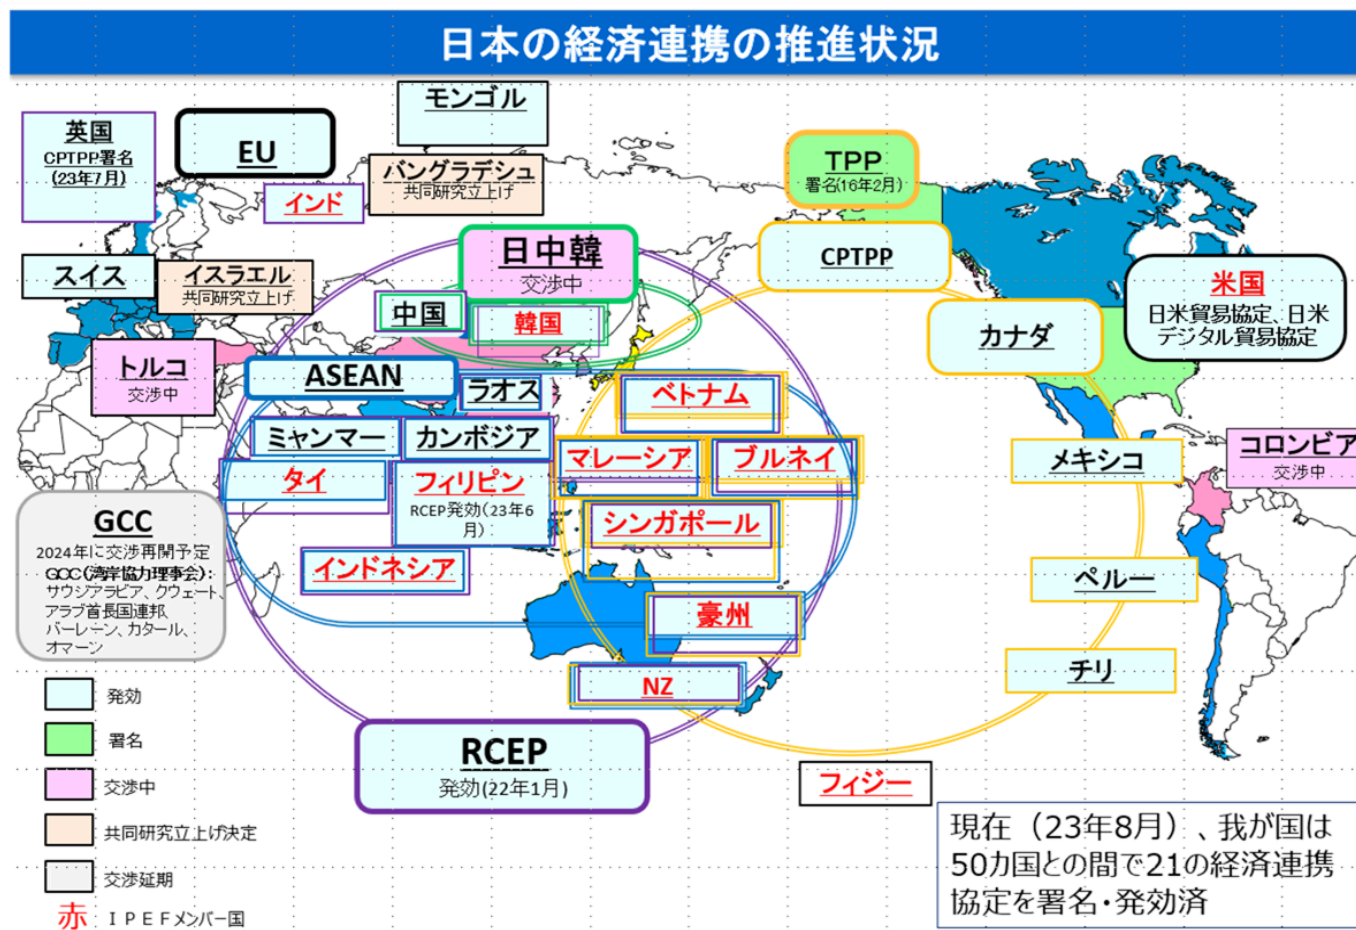 日本の経済連携の推進状況
モンゴル
英国
CPTPP署名
(23年7月)
EU
バングラデシュ
共同研究立上げ
インド
TPP
署名(16年2月)
日中韓
交渉中
CPTPP
スイス
イスラエル
共同研究立上げ
米国
日米貿易協定、日米
デジタル貿易協定
中国
韓国
カナダ
トルコ
交渉中
ASEAN
ラオス
ベトナム
ミャンマー
カンボジア
マレーシア
ブルネイ
メキシコ
コロンビア
交渉中
タイ
フィリピン
RCEP発効(23年6
月)
シンガポール
GCC
2024年に交渉再開予定
GCC(湾岸協力理事会):
サウジアラビア、クウェート、
アラブ首長国連邦、
バーレーン、カタール、
オマーン
インドネシア
ペルー
豪州
チリ
NZ
RCEP
発効(22年1月)
フィジー
発効
署名
交渉中
共同研究立上げ決定
交渉延期
赤 ＩＰＥＦメンバー国
現在（23年8月）、我が国は
50カ国との間で21の経済連携
協定を署名・発効済